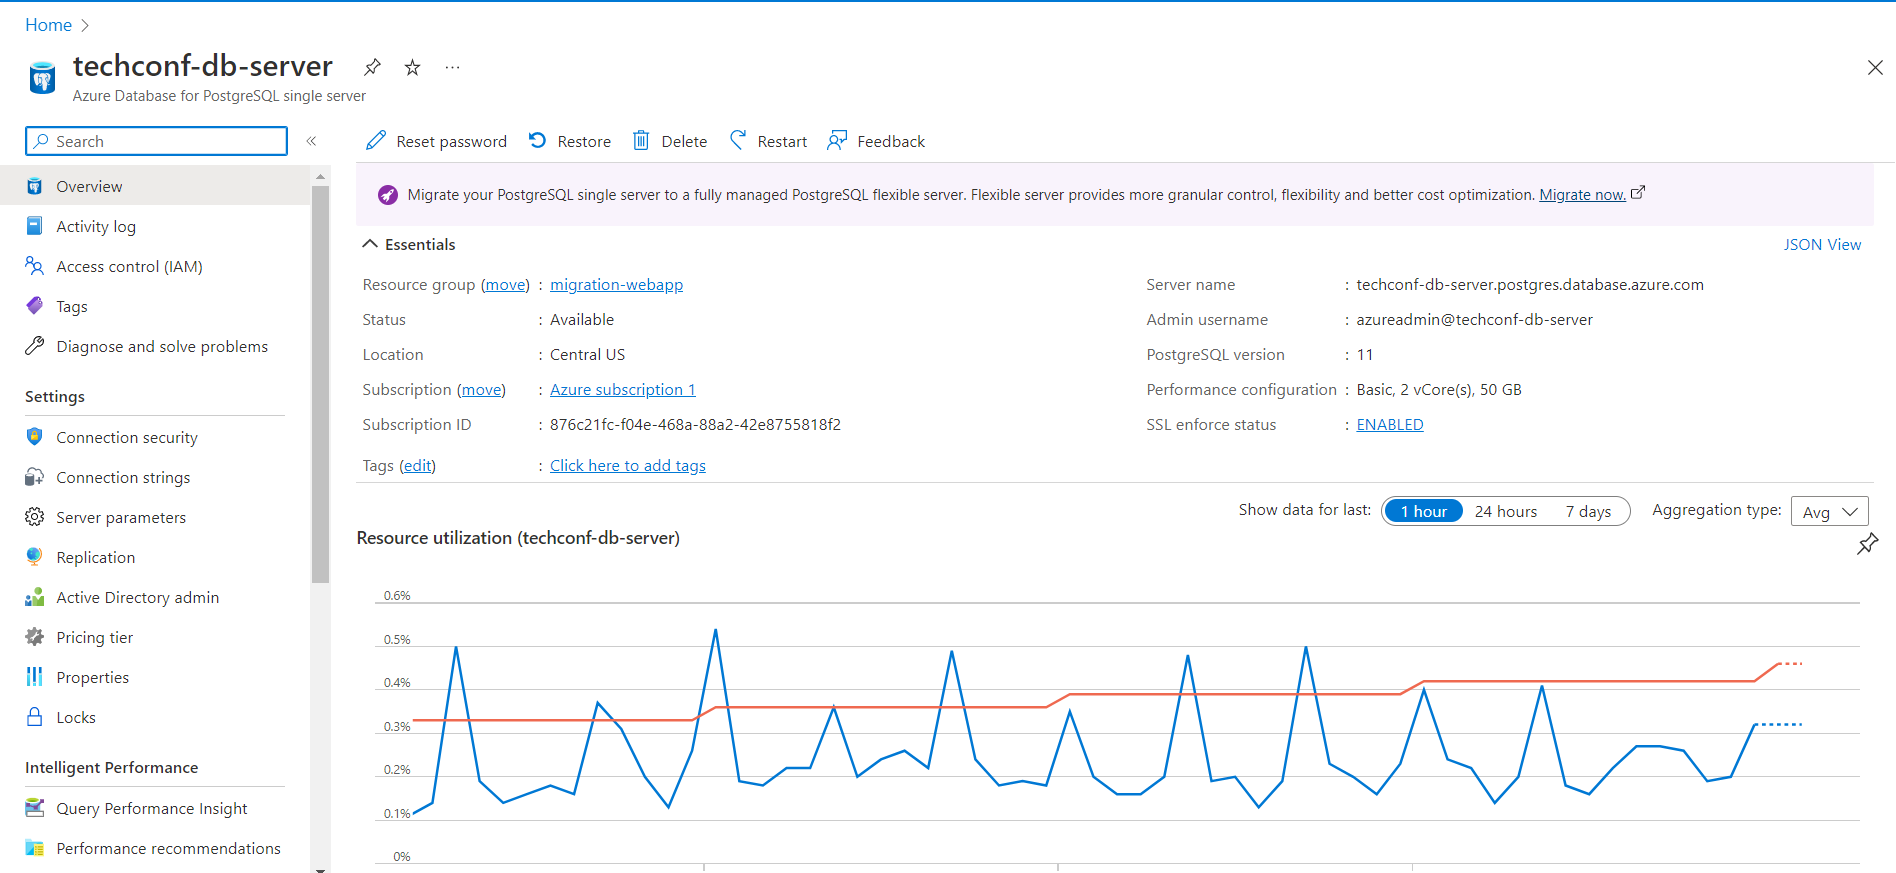 Home
techconf-db-server
Azure Database for PostgreSQL single server
Search
Overview
Activity log
Access control (IAM)
Tags
Diagnose and solve problems
Settings
Connection security
Connection strings
Server parameters
Replication
Active Directory admin
Pricing tier
Properties
Locks
Intelligent Performance
Query Performance Insight
Performance recommendations
Reset password Restore Delete Restart Feedback
Migrate your PostgreSQL single server to a fully managed PostgreSQL flexible server. Flexible server provides more granular control, flexibility and better cost optimization. Migrate now.
Essentials JSON View
Resource group (move) : migration-webapp
Status : Available
Location : Central US
Subscription (move) : Azure subscription 1
Subscription ID : 876c21fc-f04e-468a-88a2-42e8755818f2
Tags (edit) : Click here to add tags
Server name : techconf-db-server.postgres.database.azure.com
Admin username : azureadmin@techconf-db-server
PostgreSQL version : 11
Performance configuration : Basic, 2 vCore(s), 50 GB
SSL enforce status : ENABLED
Show data for last: 1 hour 24 hours 7 days Aggregation type: Avg
Resource utilization (techconf-db-server)
0.6%
0.5%
0.4%
0.3%
0.2%
0.1%
0%